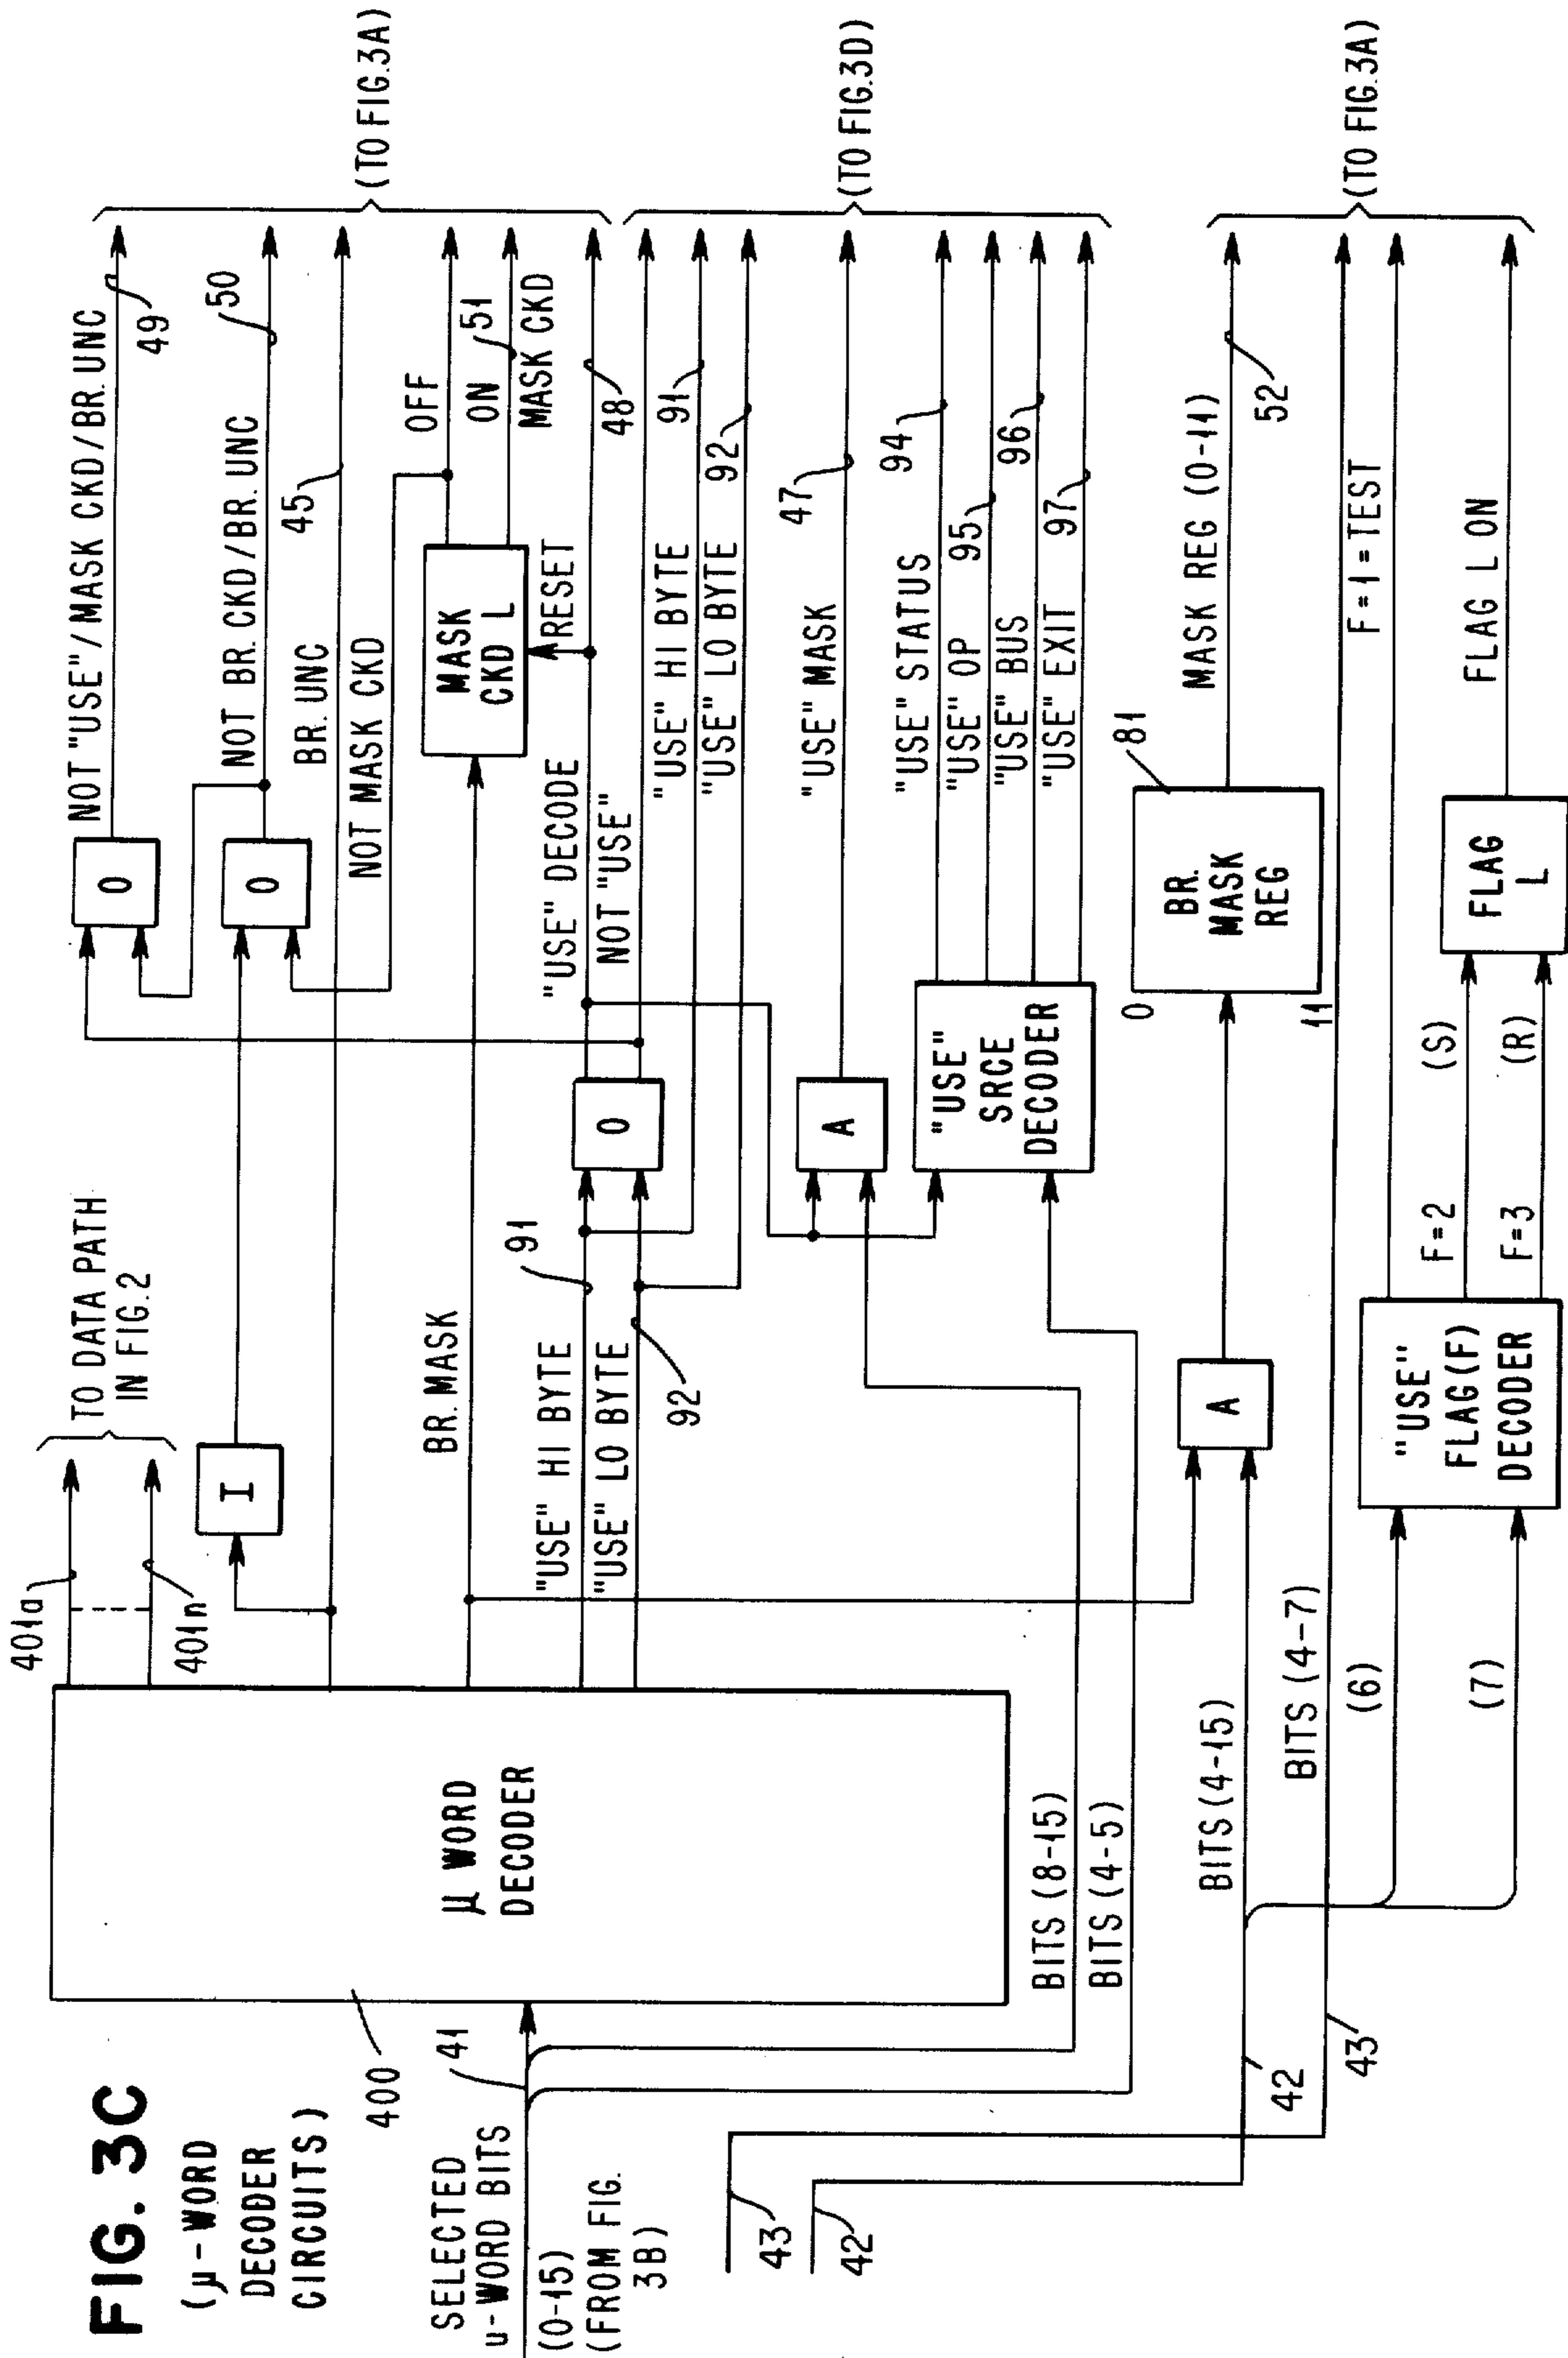 FIG. 3C
(μ-WORD
DECODER
CIRCUITS)
SELECTED
u-WORD BITS
(0-15)
(FROM FIG.
3B)
41
400
43
42
μ WORD
DECODER
401a
401n
TO DATA PATH
IN FIG.2
I
BR. MASK
"USE" HI BYTE
91
"USE" LO BYTE
92
BITS (8-15)
BITS (4-5)
BITS (4-15)
42
BITS (4-7)
43
(6)
(7)
A
"USE"
FLAG(F)
DECODER
F=2
(S)
F=3
(R)
O
O
O
A
"USE"
SRCE
DECODER
NOT "USE"/MASK CKD/BR. UNC
49
NOT BR. CKD/BR. UNC
50
BR. UNC
45
NOT MASK CKD
MASK
CKD L
OFF
ON
51
MASK CKD
RESET
"USE" DECODE
48
NOT "USE"
"USE" HI BYTE
91
"USE" LO BYTE
92
"USE" MASK
47
"USE" STATUS
94
"USE" OP
95
"USE" BUS
96
"USE" EXIT
97
0
11
BR.
MASK
REG
81
MASK REG (0-11)
52
F=1=TEST
FLAG
L
FLAG L ON
(TO FIG.3A)
(TO FIG.3D)
(TO FIG.3A)